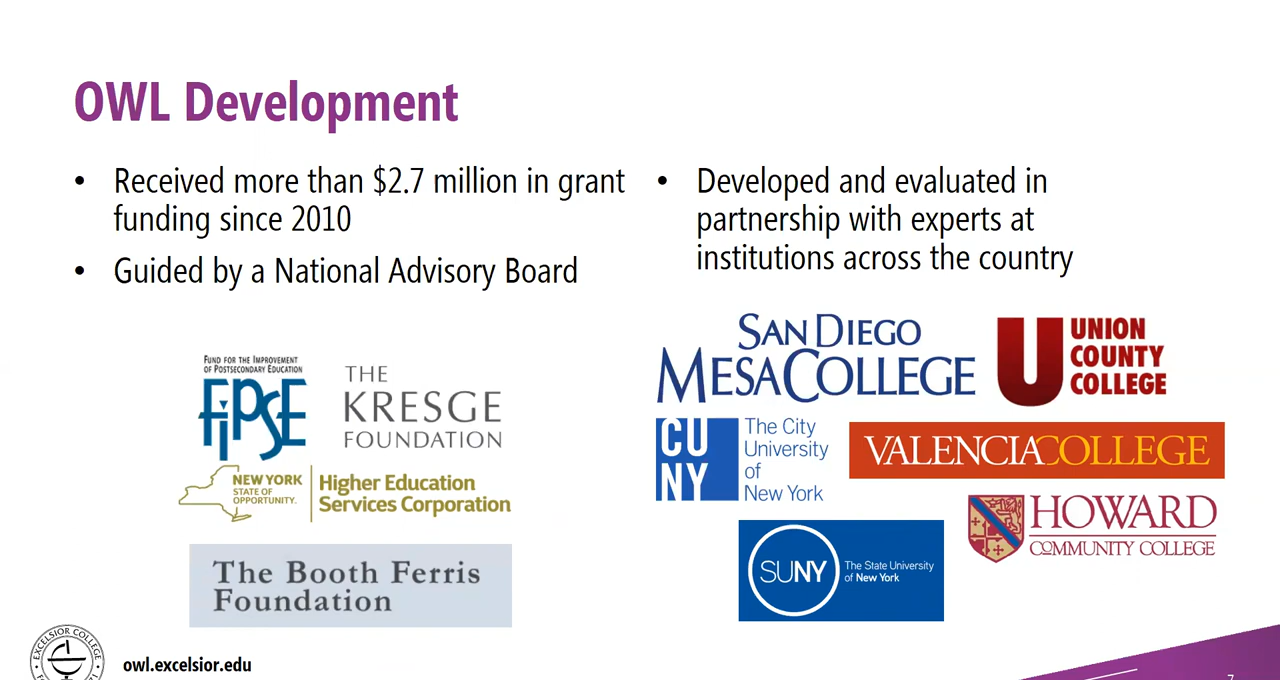 OWL Development
• Received more than $2.7 million in grant
funding since 2010
• Guided by a National Advisory Board
• Developed and evaluated in
partnership with experts at
institutions across the country
FUND FOR THE IMPROVEMENT
OF POSTSECONDARY EDUCATION
FIPSE
THE
KRESGE
FOUNDATION
NEW YORK
STATE OF
OPPORTUNITY.
Higher Education
Services Corporation
The Booth Ferris
Foundation
SAN DIEGO
MESA COLLEGE
U
UNION
COUNTY
COLLEGE
CU
NY
The City
University
of
New York
VALENCIACOLLEGE
HOWARD
COMMUNITY COLLEGE
SUNY
The State University
of New York
EXCELSIOR COLLEGE
owl.excelsior.edu
7